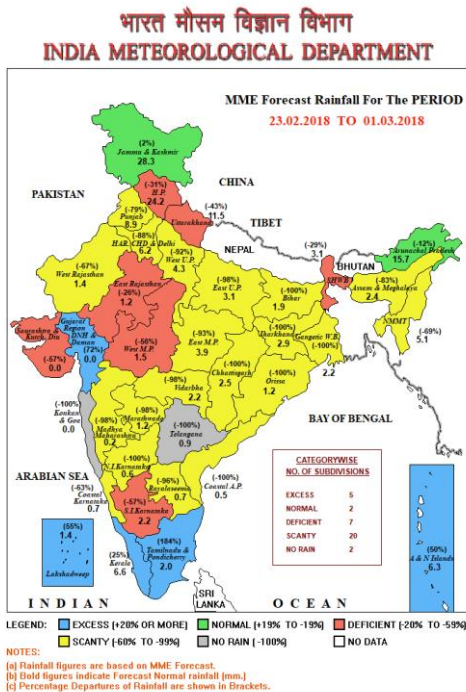 भारत मौसम विज्ञान विभाग
INDIA METEOROLOGICAL DEPARTMENT
MME Forecast Rainfall For The PERIOD
23.02.2018 TO 01.03.2018
(2%)
Jammu & Kashmir
28.3
(-31%)
H.P.
24.2
CHINA
PAKISTAN
(-79%)
Punjab
8.9
(-43%)
11.5
Uttarakhand
TIBET
(-88%)
HAR. CHD & Delhi
6.2
(-92%)
West U.P.
4.3
NEPAL
(-29%)
3.1
SHWB
BHUTAN
(-12%)
Arunachal Pradesh
15.7
(-67%)
West Rajasthan
1.4
East Rajasthan
(-26%)
1.2
(-98%)
East U.P.
3.1
(-100%)
Bihar
1.9
(-83%)
Assam & Meghalaya
2.4
NMMT
(-69%)
5.1
Saurashtra &
Kutch, Diu
(-57%)
0.0
Gujarat
Region
DNH &
Daman
(72%)
0.0
(-56%)
West M.P.
1.5
(-93%)
East M.P.
3.9
(-100%)
Jharkhand
2.9
Gangetic W.B.
(-100%)
2.2
(-98%)
Vidarbha
2.2
(-100%)
Chhattisgarh
2.5
(-100%)
Orissa
1.2
(-100%)
Konkan
& Goa
0.0
(-98%)
Madhya
Maharashtra
0.2
(-98%)
Marathwada
1.2
(-100%)
Telangana
0.9
BAY OF BENGAL
ARABIAN SEA
(-100%)
N.I.Karnataka
0.6
(-96%)
Rayalaseema
0.7
(-100%)
Coastal A.P.
0.5
(-63%)
Coastal
Karnataka
0.7
(-57%)
S.I.Karnataka
2.2
CATEGORYWISE
NO. OF SUBDIVISIONS
EXCESS 5
NORMAL 2
DEFICIENT 7
SCANTY 20
NO RAIN 2
(55%)
1.4
Lakshadweep
(25%)
Kerala
6.6
(184%)
Tamilnadu &
Pondicherry
2.0
(50%)
A & N Islands
6.3
SRI
LANKA
INDIAN OCEAN
LEGEND: EXCESS (+20% OR MORE) NORMAL (+19% TO -19%) DEFICIENT (-20% TO -59%)
SCANTY (-60% TO -99%) NO RAIN (-100%) NO DATA
NOTES:
(a) Rainfall figures are based on MME Forecast.
(b) Bold figures indicate Forecast Normal rainfall (mm.)
(c) Percentage Departures of Rainfall are shown in Brackets.